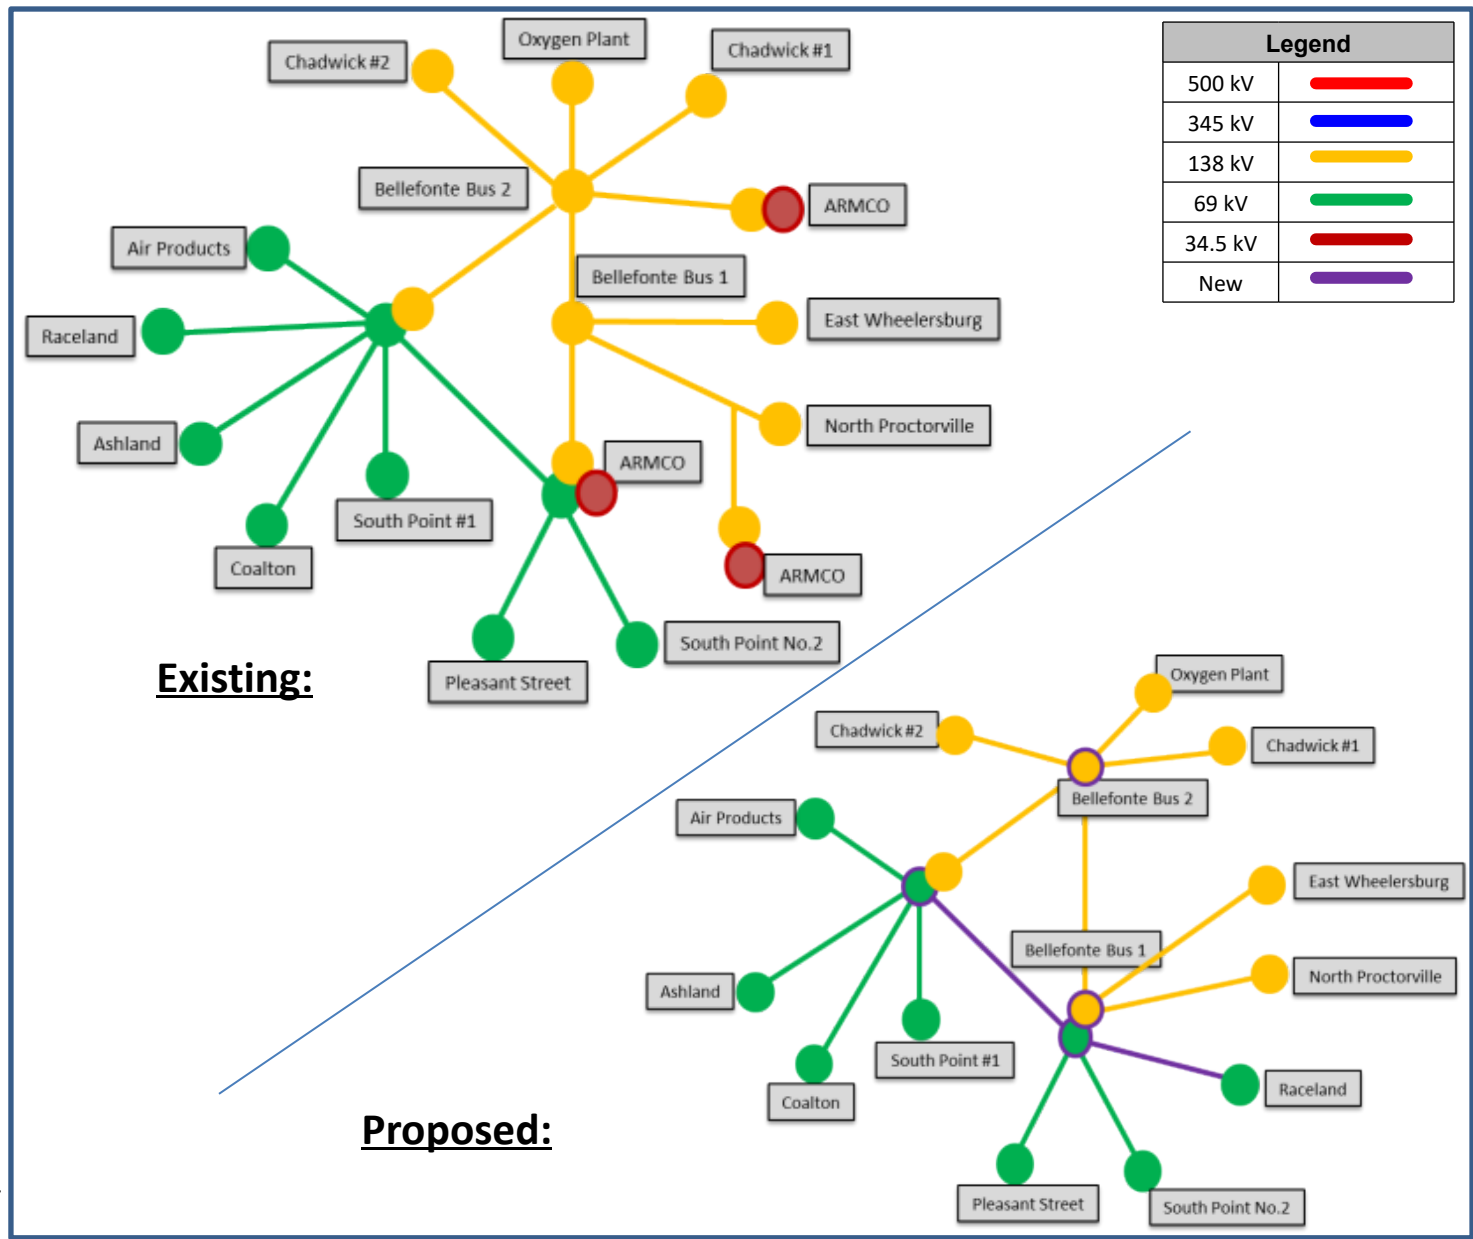 Oxygen Plant
Chadwick #1
Chadwick #2
Legend
500 kV
345 kV
138 kV
69 kV
34.5 kV
New
Bellefonte Bus 2
ARMCO
Air Products
Bellefonte Bus 1
Raceland
East Wheelersburg
Ashland
North Proctorville
ARMCO
South Point #1
Coalton
ARMCO
South Point No.2
Pleasant Street
Existing:
Oxygen Plant
Chadwick #2
Chadwick #1
Bellefonte Bus 2
Air Products
East Wheelersburg
Bellefonte Bus 1
North Proctorville
Ashland
South Point #1
Raceland
Coalton
Proposed:
Pleasant Street
South Point No.2